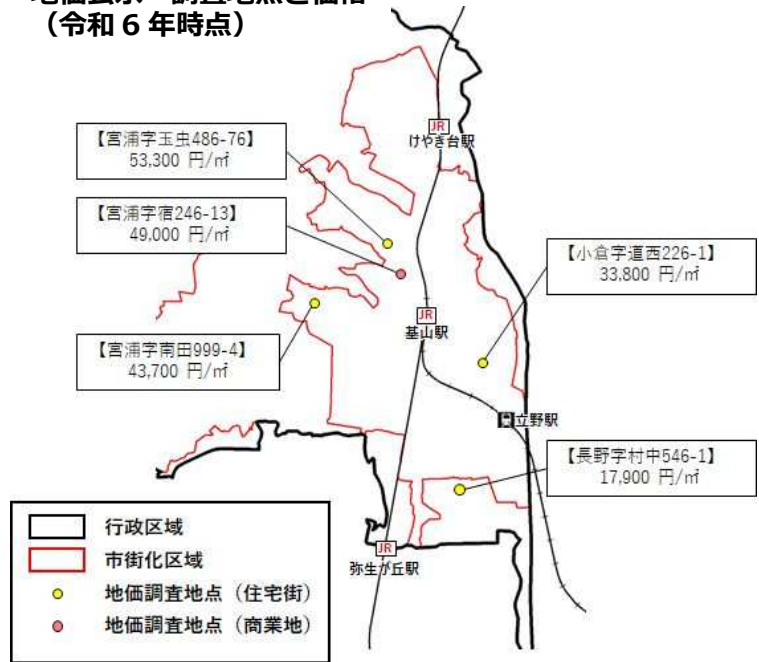 （令和 6 年時点）
【宮浦字玉虫486-76】
53,300 円/㎡
【宮浦字宿246-13】
49,000 円/㎡
【宮浦字南田999-4】
43,700 円/㎡
JR
けやき台駅
【小倉字道西226-1】
33,800 円/㎡
JR
基山駅
立野駅
【長野字村中546-1】
17,900 円/㎡
JR
弥生が丘駅
行政区域
市街化区域
地価調査地点（住宅街）
地価調査地点（商業地）